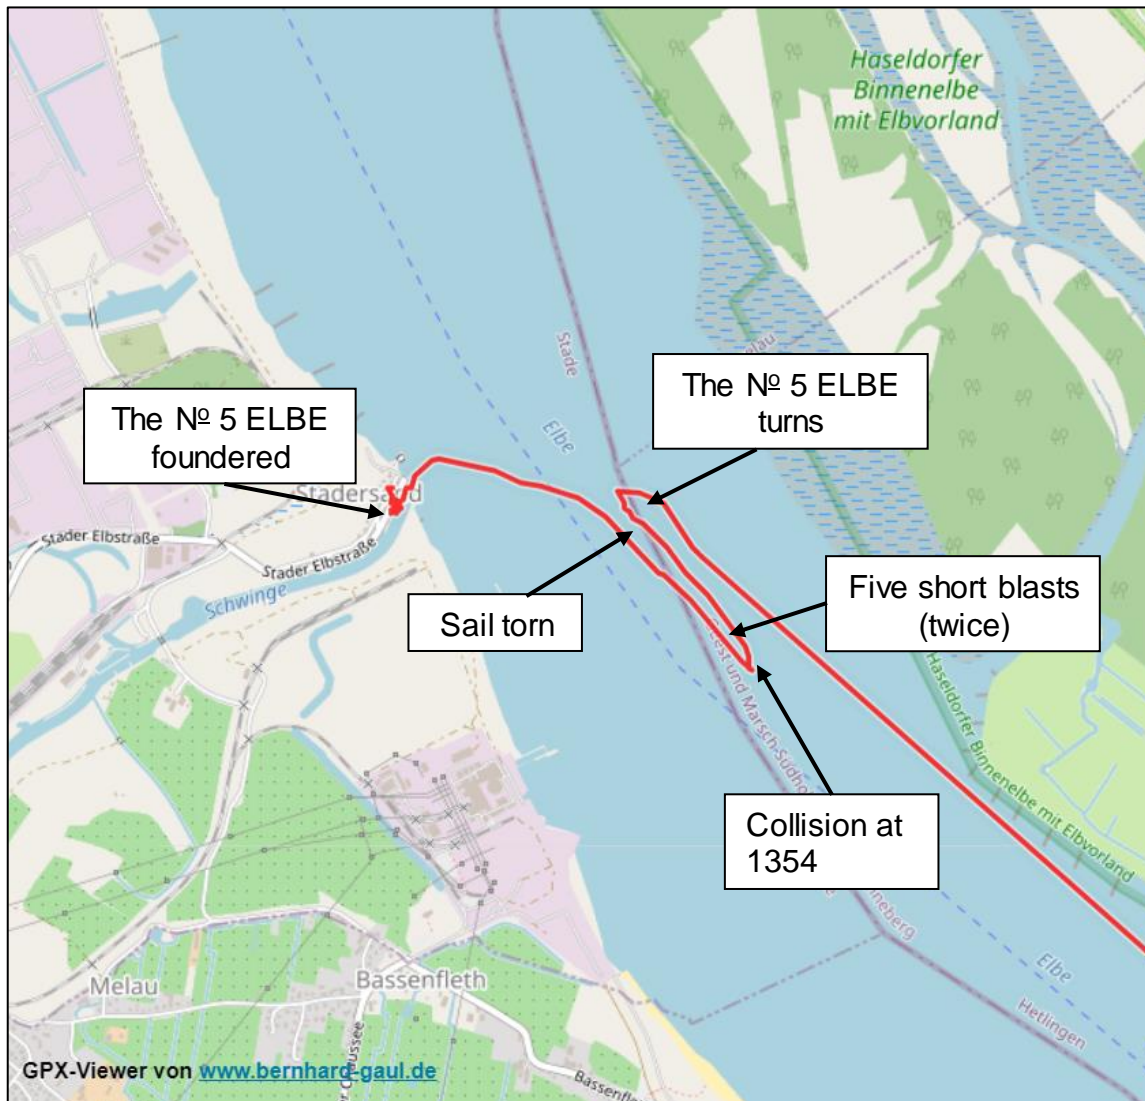 Haseldorfer
Binnenelbe
mit Elbvorland
Stade
The Nº 5 ELBE
turns
The Nº 5 ELBE
foundered
Elbe
Stadersand
Stader Elbstraße
Stader Elbstraße
Schwinge
Sail torn
Five short blasts
(twice)
Haseldorfer Binnenelbe mit Elbvorland
Collision at
1354
Elbe
Hetlingen
Melau
Bassenfleth
Bassenfleth
GPX-Viewer von www.bernhard-gaul.de